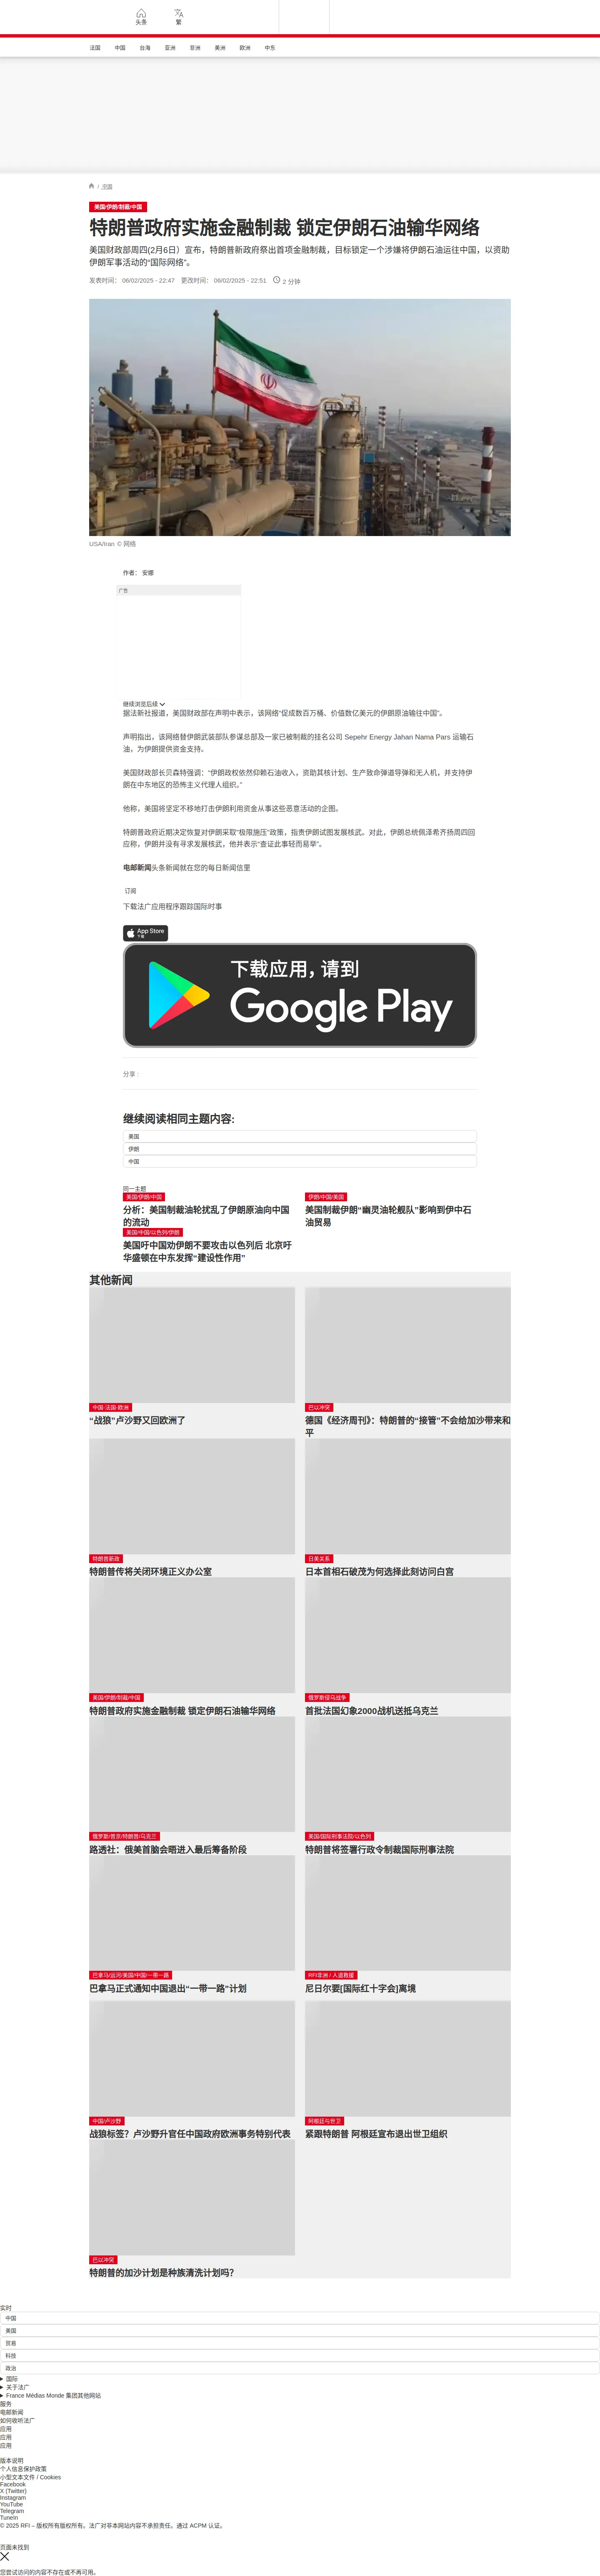 头条
繁
法国
中国
台海
亚洲
非洲
美洲
欧洲
中东
/ 中国
美国/伊朗/制裁/中国
特朗普政府实施金融制裁 锁定伊朗石油输华网络
美国财政部周四(2月6日）宣布，特朗普新政府祭出首项金融制裁，目标锁定一个涉嫌将伊朗石油运往中国，以资助
伊朗军事活动的“国际网络”。
发表时间： 06/02/2025 - 22:47 更改时间： 06/02/2025 - 22:51 2 分钟
USA/Iran © 网络
作者： 安娜
广告
继续浏览后续
据法新社报道，美国财政部在声明中表示，该网络“促成数百万桶、价值数亿美元的伊朗原油输往中国”。
声明指出，该网络替伊朗武装部队参谋总部及一家已被制裁的挂名公司 Sepehr Energy Jahan Nama Pars 运输石
油，为伊朗提供资金支持。
美国财政部长贝森特强调：“伊朗政权依然仰赖石油收入，资助其核计划、生产致命弹道导弹和无人机，并支持伊
朗在中东地区的恐怖主义代理人组织。”
他称，美国将坚定不移地打击伊朗利用资金从事这些恶意活动的企图。
特朗普政府近期决定恢复对伊朗采取“极限施压”政策，指责伊朗试图发展核武。对此，伊朗总统佩泽希齐扬周四回
应称，伊朗并没有寻求发展核武，他并表示“查证此事轻而易举”。
电邮新闻头条新闻就在您的每日新闻信里
订阅
下载法广应用程序跟踪国际时事
App Store
下载
下载应用，请到
Google Play
分享 :
继续阅读相同主题内容:
美国
伊朗
中国
同一主题
美国/伊朗/中国
分析：美国制裁油轮扰乱了伊朗原油向中国
的流动
伊朗/中国/美国
美国制裁伊朗“幽灵油轮舰队”影响到伊中石
油贸易
美国/中国/以色列/伊朗
美国吁中国劝伊朗不要攻击以色列后 北京吁
华盛顿在中东发挥“建设性作用”
其他新闻
中国·法国·欧洲
“战狼”卢沙野又回欧洲了
巴以冲突
德国《经济周刊》：特朗普的“接管”不会给加沙带来和
平
特朗普新政
特朗普传将关闭环境正义办公室
日美关系
日本首相石破茂为何选择此刻访问白宫
美国/伊朗/制裁/中国
特朗普政府实施金融制裁 锁定伊朗石油输华网络
俄罗斯侵乌战争
首批法国幻象2000战机送抵乌克兰
俄罗斯/普京/特朗普/乌克兰
路透社：俄美首脑会晤进入最后筹备阶段
美国/国际刑事法院/以色列
特朗普将签署行政令制裁国际刑事法院
巴拿马/运河/美国/中国/一带一路
巴拿马正式通知中国退出“一带一路”计划
RFI非洲 / 人道救援
尼日尔要[国际红十字会]离境
中国/卢沙野
战狼标签？卢沙野升官任中国政府欧洲事务特别代表
阿根廷与世卫
紧跟特朗普 阿根廷宣布退出世卫组织
巴以冲突
特朗普的加沙计划是种族清洗计划吗?
实时
中国
美国
贸易
科技
政治
国际
关于法广
France Médias Monde 集团其他网站
服务
电邮新闻
如何收听法广
应用
应用
应用
版本说明
个人信息保护政策
小型文本文件 / Cookies
Facebook
X (Twitter)
Instagram
YouTube
Telegram
TuneIn
© 2025 RFI – 版权所有版权所有。法广对非本网站内容不承担责任。通过 ACPM 认证。
页面未找到
您尝试访问的内容不存在或不再可用。